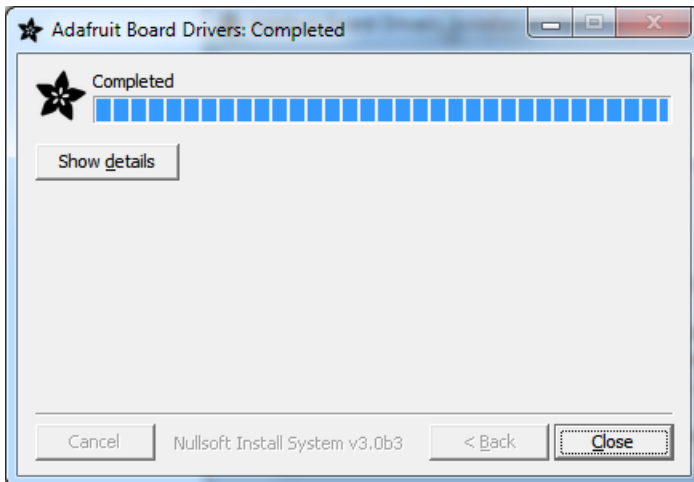 Adafruit Board Drivers: Completed
Completed
Show details
Cancel
Nullsoft Install System v3.0b3
< Back
Close